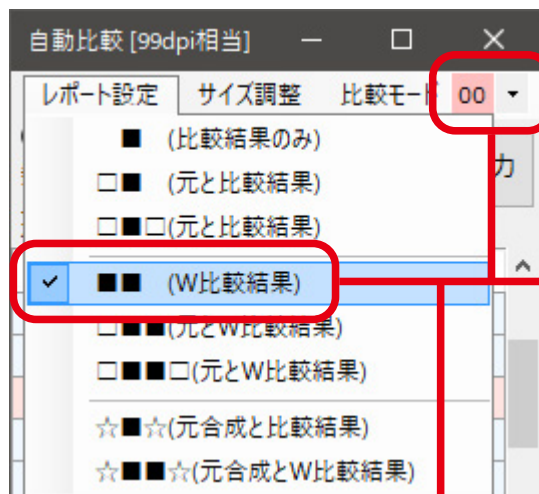 自動比較 [99dpi相当]
レポート設定 サイズ調整 比較モード 00
■ (比較結果のみ)
□■ (元と比較結果)
□■□(元と比較結果)
■■ (W比較結果)
□■■(元とW比較結果)
□■■□(元とW比較結果)
☆■☆(元合成と比較結果)
☆■■☆(元合成とW比較結果)
力